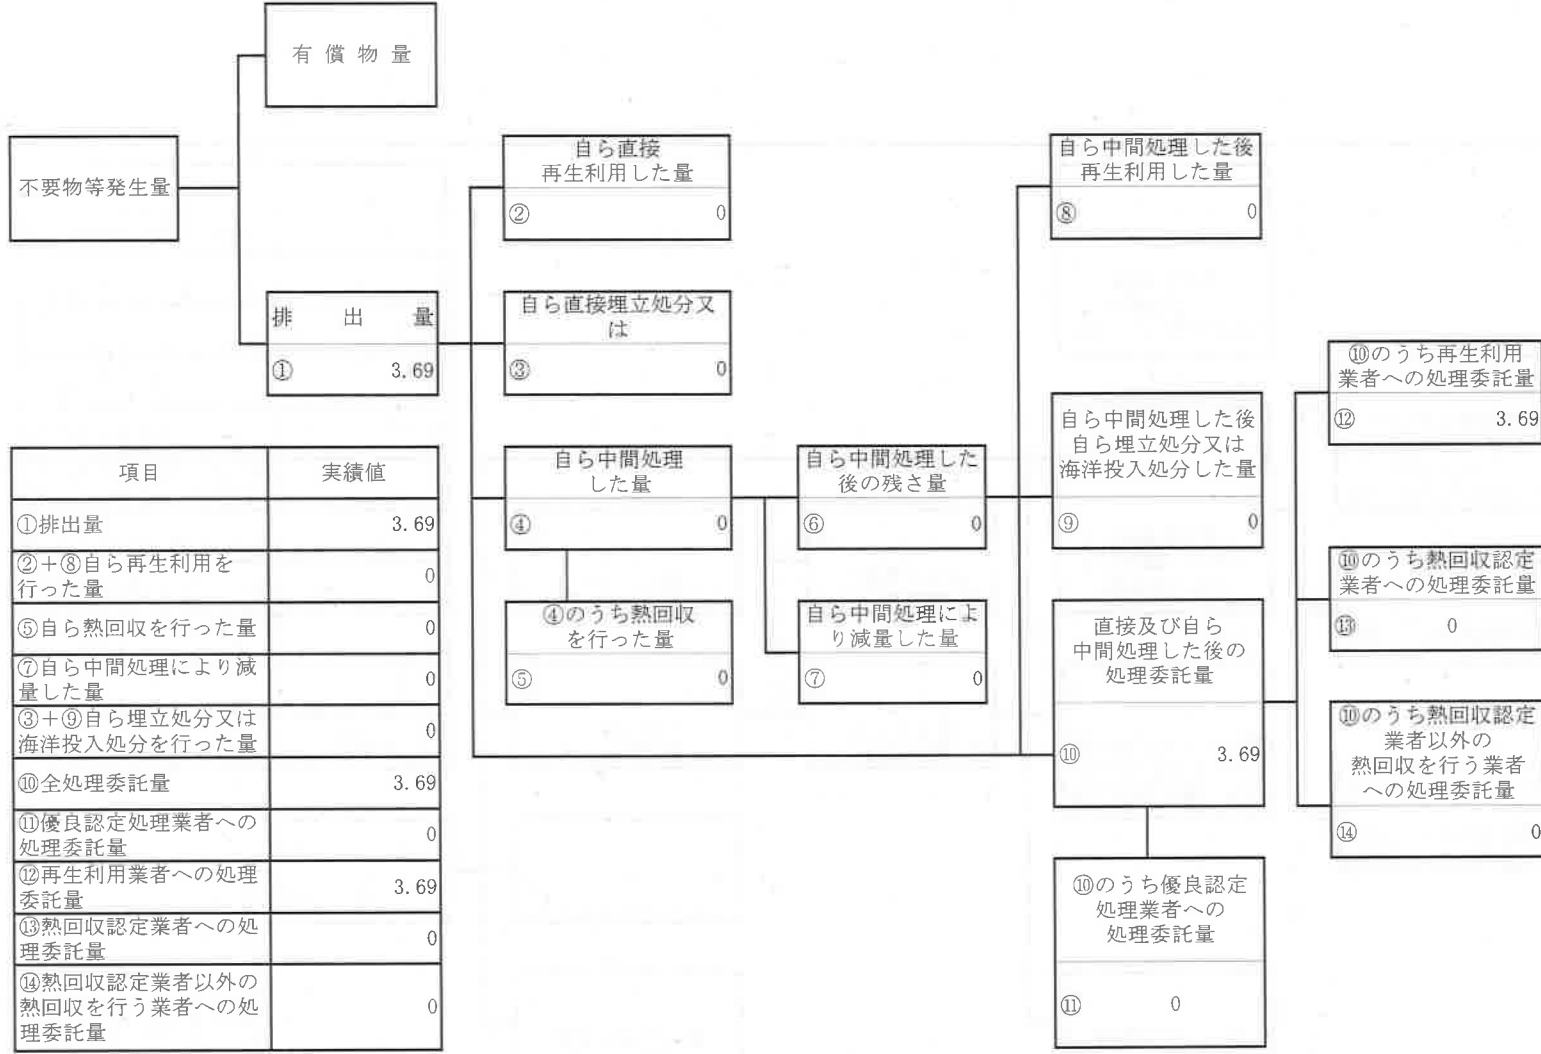 有償物量
不要物等発生量
排出量
① 3.69
自ら直接
再生利用した量
② 0
自ら直接埋立処分又
は
③ 0
自ら中間処理
した量
④ 0
④のうち熱回収
を行った量
⑤ 0
自ら中間処理した
後の残さ量
⑥ 0
自ら中間処理によ
り減量した量
⑦ 0
自ら中間処理した後
再生利用した量
⑧ 0
自ら中間処理した後
自ら埋立処分又は
海洋投入処分した量
⑨ 0
直接及び自ら
中間処理した後の
処理委託量
⑩ 3.69
⑩のうち優良認定
処理業者への
処理委託量
⑪ 0
⑩のうち再生利用
業者への処理委託量
⑫ 3.69
⑩のうち熱回収認定
業者への処理委託量
⑬ 0
⑩のうち熱回収認定
業者以外の
熱回収を行う業者
への処理委託量
⑭ 0
項目 実績値
①排出量 3.69
②+⑧自ら再生利用を
行った量 0
⑤自ら熱回収を行った量 0
⑦自ら中間処理により減
量した量 0
③+⑨自ら埋立処分又は
海洋投入処分を行った量 0
⑩全処理委託量 3.69
⑪優良認定処理業者への
処理委託量 0
⑫再生利用業者への処理
委託量 3.69
⑬熱回収認定業者への処
理委託量 0
⑭熱回収認定業者以外の
熱回収を行う業者への処
理委託量 0